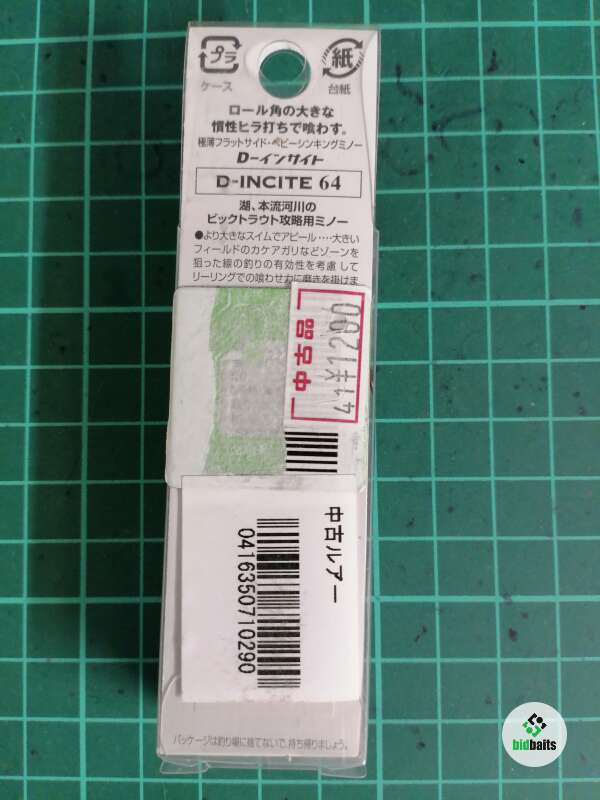 プラ
紙
ケース
台紙
ロール角の大きな
慣性ヒラ打ちで喰わす。
極薄フラットサイド・ヘビーシンキングミノー
D-インサイト
D-INCITE 64
湖、本流河川の
ビックトラウト攻略用ミノー
●より大きなスイムでアピール‥‥大きい
フィールドのカケアガリなどゾーンを
狙った線の釣りの有効性を考慮して
リーリングでの喰わせ力に磨きを掛けま
中古ルアー
0416350710290
パッケージは釣り場に捨てないで、持ち帰りましょう。
bidbaits